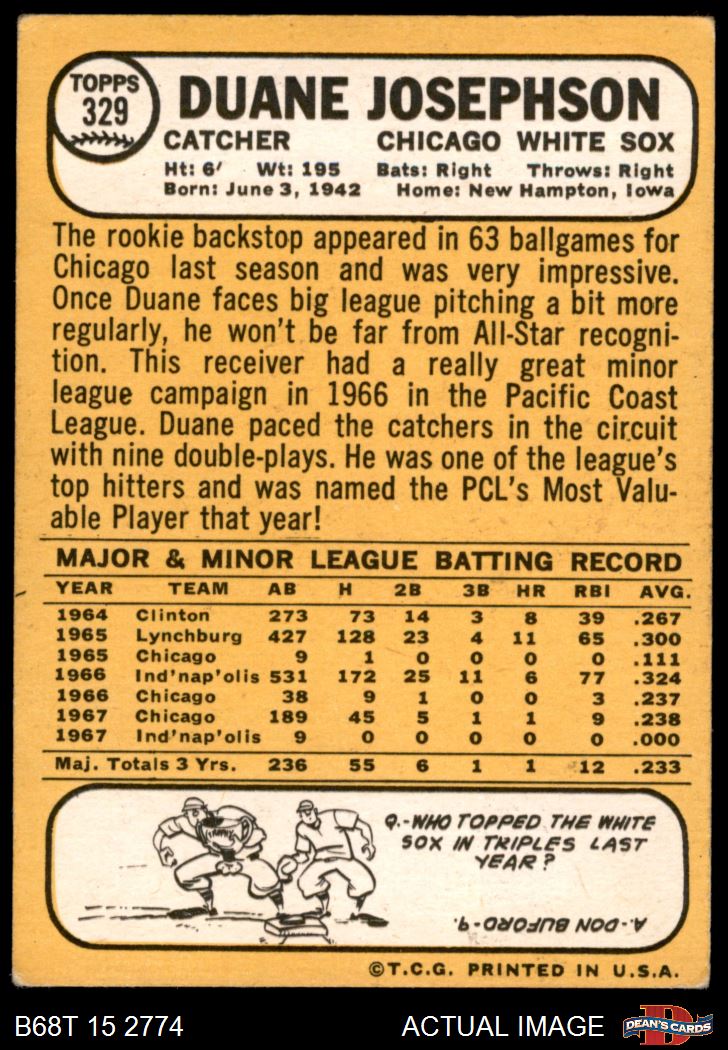 TOPPS
329
DUANE JOSEPHSON
CATCHER CHICAGO WHITE SOX
Ht: 6' Wt: 195 Bats: Right Throws: Right
Born: June 3, 1942 Home: New Hampton, Iowa
The rookie backstop appeared in 63 ballgames for
Chicago last season and was very impressive.
Once Duane faces big league pitching a bit more
regularly, he won't be far from All-Star recogni-
tion. This receiver had a really great minor
league campaign in 1966 in the Pacific Coast
League. Duane paced the catchers in the circuit
with nine double-plays. He was one of the league's
top hitters and was named the PCL's Most Valu-
able Player that year!
MAJOR & MINOR LEAGUE BATTING RECORD
YEAR TEAM AB H 2B 3B HR RBI AVG.
1964 Clinton 273 73 14 3 8 39 .267
1965 Lynchburg 427 128 23 4 11 65 .300
1965 Chicago 9 1 0 0 0 0 .111
1966 Ind'nap'olis 531 172 25 11 6 77 .324
1966 Chicago 38 9 1 0 0 3 .237
1967 Chicago 189 45 5 1 1 9 .238
1967 Ind'nap'olis 9 0 0 0 0 0 .000
Maj. Totals 3 Yrs. 236 55 6 1 1 12 .233
TROPHY
Q.-WHO TOPPED THE WHITE
SOX IN TRIPLES LAST
YEAR?
A.-DON BUFORD-9.
©T.C.G. PRINTED IN U.S.A.
B68T 15 2774 ACTUAL IMAGE
D
DEAN'S CARDS